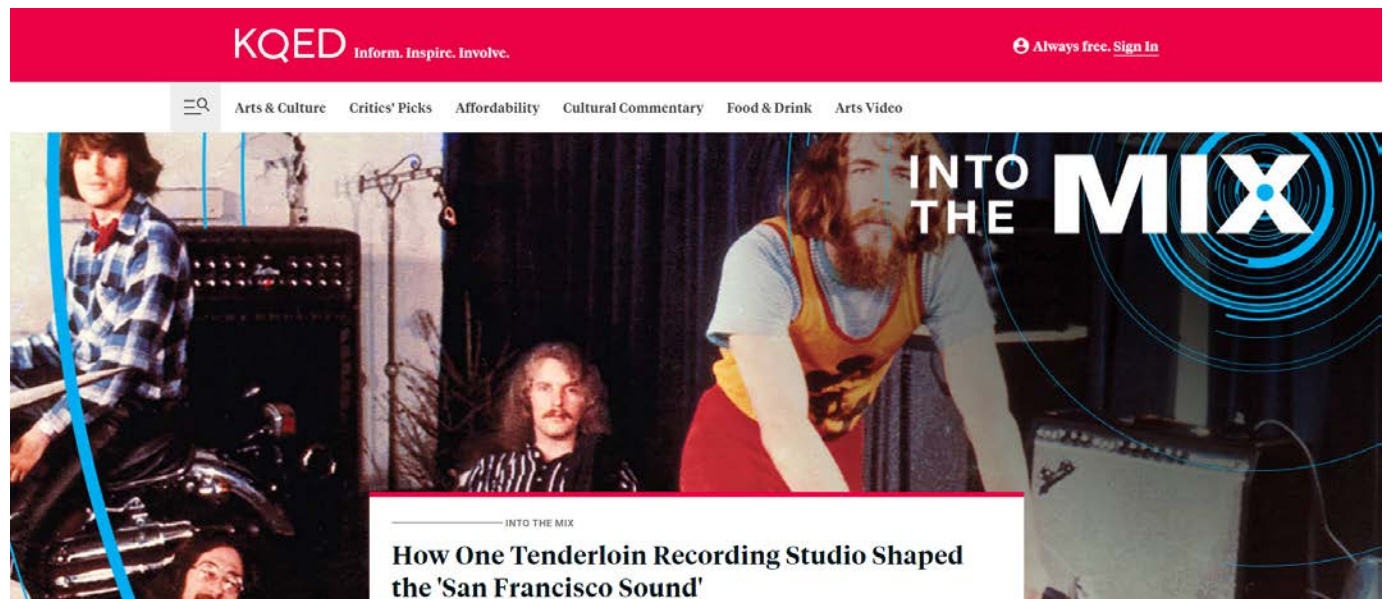 KQED Inform. Inspire. Involve.
Always free. Sign In
Arts & Culture Critics' Picks Affordability Cultural Commentary Food & Drink Arts Video
INTO
THE MIX
INTO THE MIX
How One Tenderloin Recording Studio Shaped
the 'San Francisco Sound'